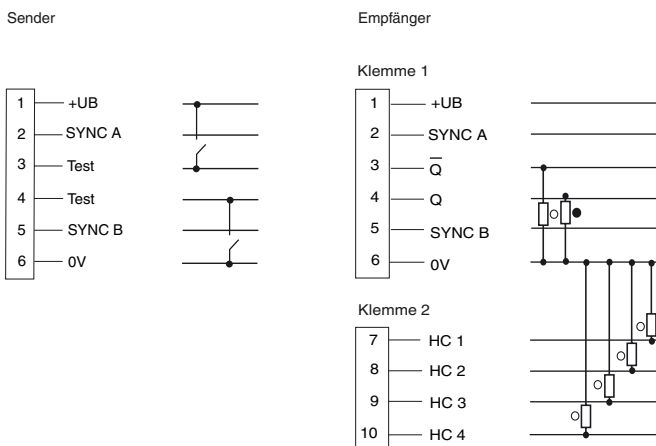 Sender
1 +UB
2 SYNC A
3 Test
4 Test
5 SYNC B
6 0V
Empfänger
Klemme 1
1 +UB
2 SYNC A
3 Q̅
4 Q
5 SYNC B
6 0V
Klemme 2
7 HC 1
8 HC 2
9 HC 3
10 HC 4